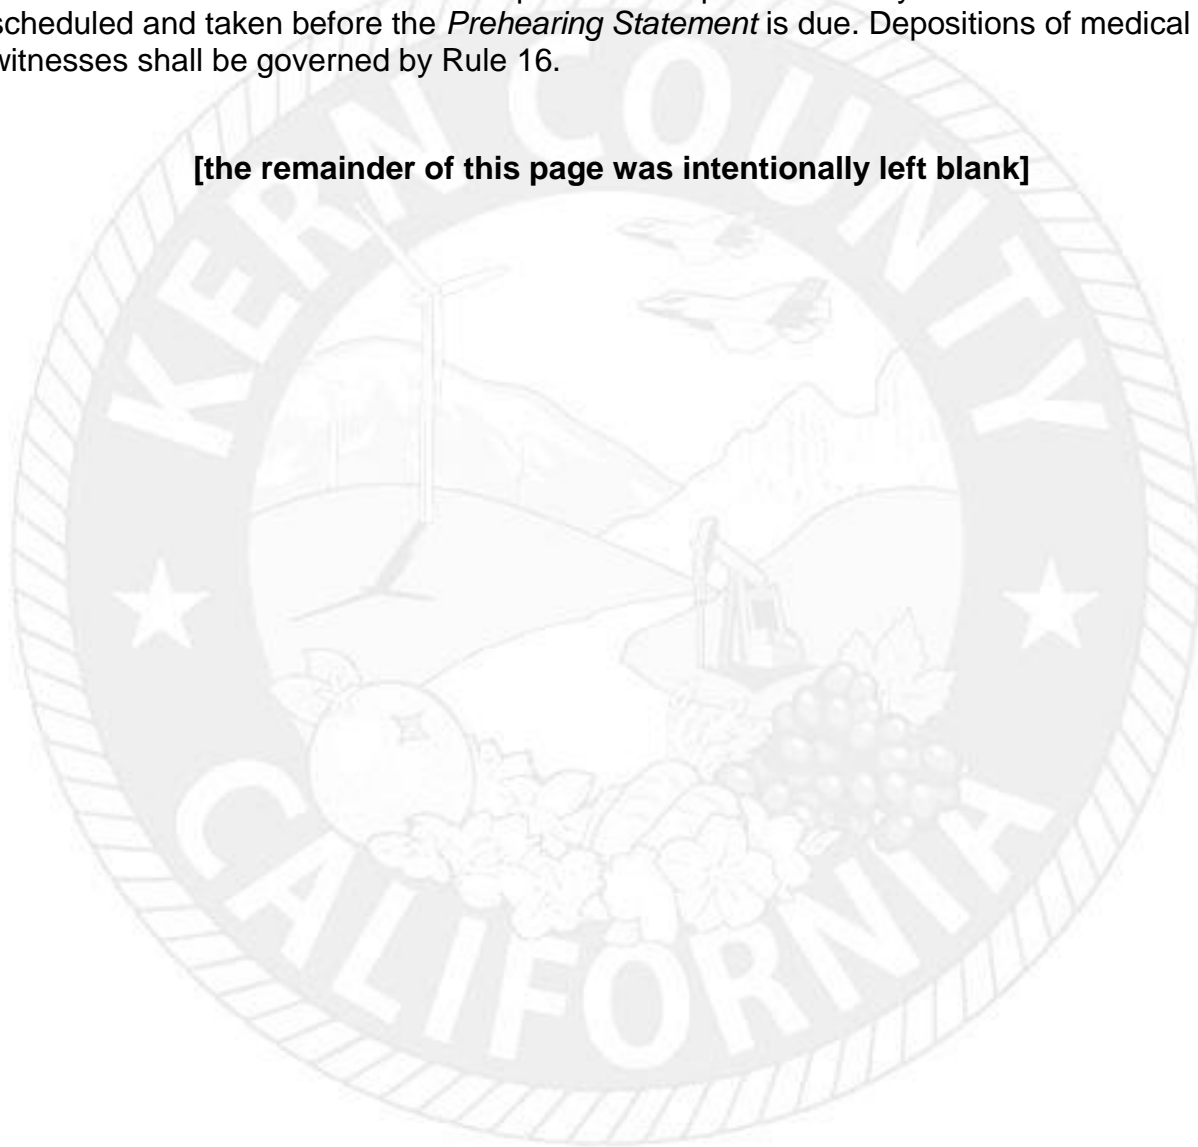 scheduled and taken before the Prehearing Statement is due. Depositions of medical
witnesses shall be governed by Rule 16.
[the remainder of this page was intentionally left blank]
KERN COUNTY
CALIFORNIA